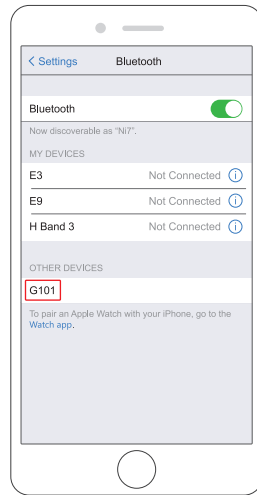 Settings Bluetooth
Bluetooth
Now discoverable as "Ni7".
MY DEVICES
E3 Not Connected
E9 Not Connected
H Band 3 Not Connected
OTHER DEVICES
G101
To pair an Apple Watch with your iPhone, go to the
Watch app.